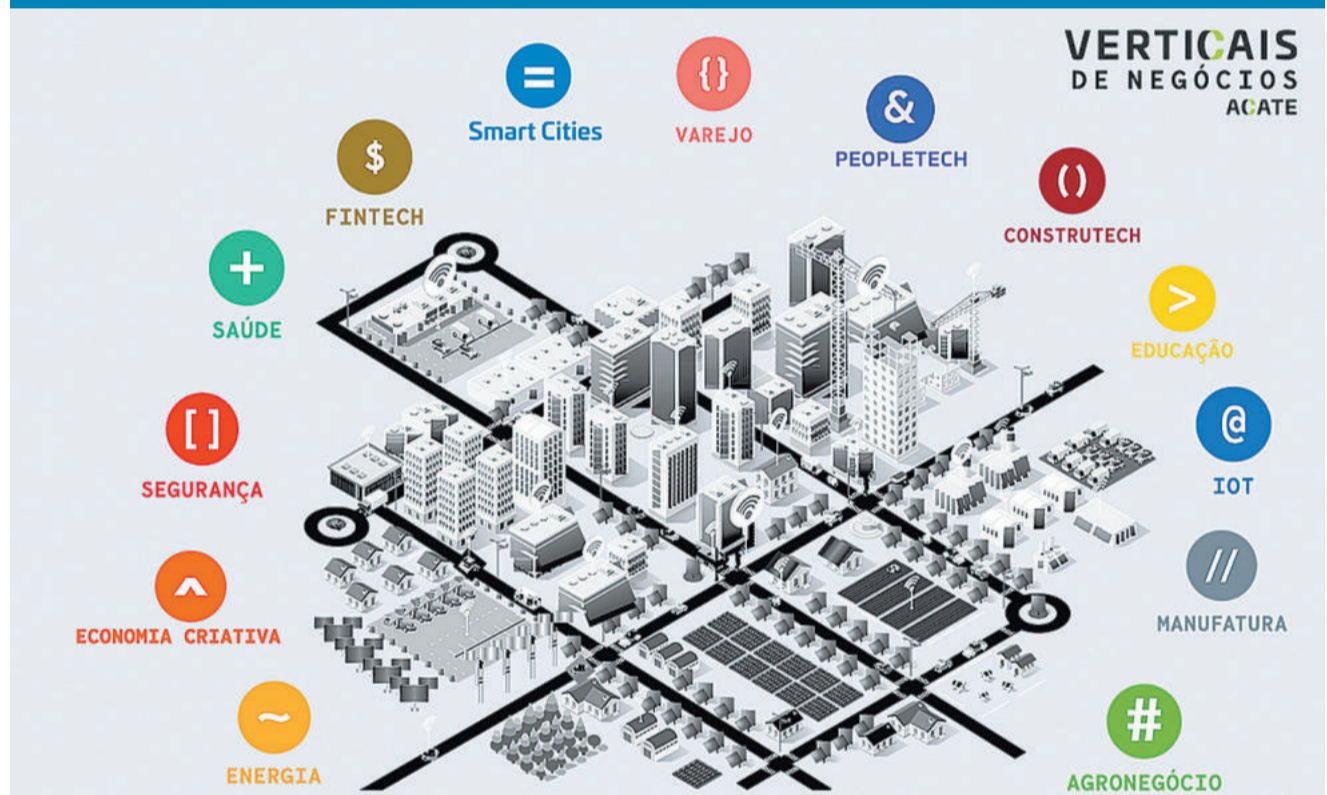 VERTICAIS
DE NEGÓCIOS
ACATE
=
Smart Cities
{}
VAREJO
&
PEOPLETECH
$
FINTECH
()
CONSTRUTECH
+
SAÚDE
>
EDUCAÇÃO
[]
SEGURANÇA
@
IOT
^
ECONOMIA CRIATIVA
//
MANUFATURA
~
ENERGIA
#
AGRONEGÓCIO